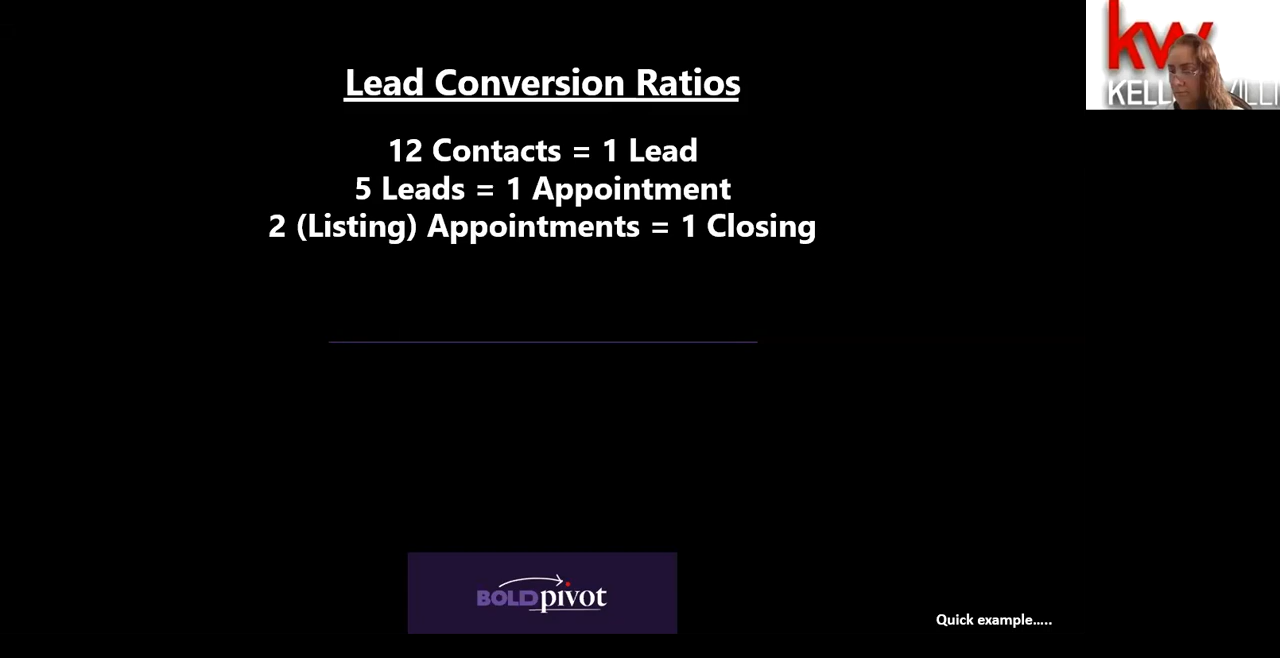 Lead Conversion Ratios
12 Contacts = 1 Lead
5 Leads = 1 Appointment
2 (Listing) Appointments = 1 Closing
BOLDpivot
Quick example.....
kw